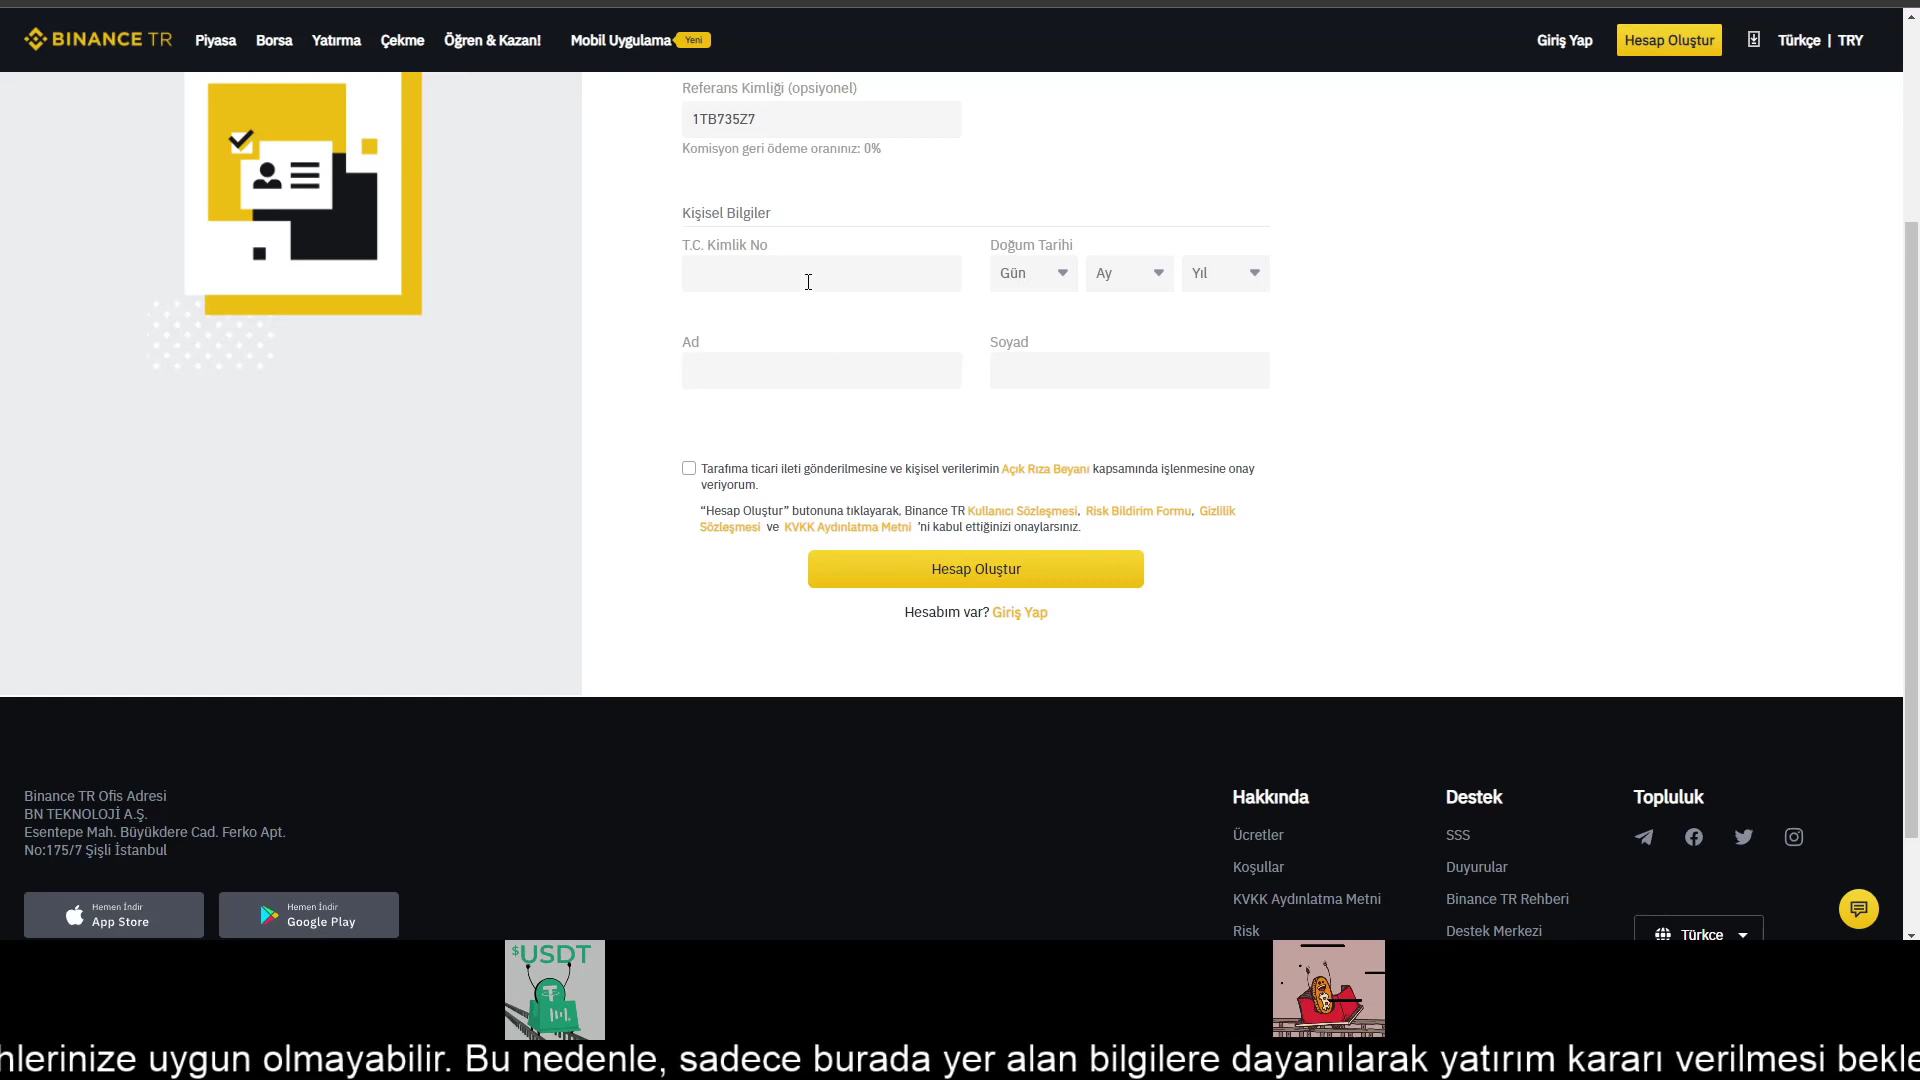 BINANCE TR
Piyasa
Borsa
Yatırma
Çekme
Öğren & Kazan!
Mobil Uygulama
Yeni
Giriş Yap
Hesap Oluştur
Türkçe | TRY
Referans Kimliği (opsiyonel)
1TB735Z7
Komisyon geri ödeme oranınız: 0%
Kişisel Bilgiler
T.C. Kimlik No
Doğum Tarihi
Gün
Ay
Yıl
Ad
Soyad
Tarafıma ticari ileti gönderilmesine ve kişisel verilerimin Açık Rıza Beyanı kapsamında işlenmesine onay
veriyorum.
“Hesap Oluştur” butonuna tıklayarak, Binance TR Kullanıcı Sözleşmesi, Risk Bildirim Formu, Gizlilik
Sözleşmesi ve KVKK Aydınlatma Metni 'ni kabul ettiğinizi onaylarsınız.
Hesap Oluştur
Hesabım var? Giriş Yap
Binance TR Ofis Adresi
BN TEKNOLOJİ A.Ş.
Esentepe Mah. Büyükdere Cad. Ferko Apt.
No:175/7 Şişli İstanbul
Hemen İndir
App Store
Hemen İndir
Google Play
Hakkında
Ücretler
Koşullar
KVKK Aydınlatma Metni
Risk
Destek
SSS
Duyurular
Binance TR Rehberi
Destek Merkezi
Topluluk
Türkçe
$USDT
hlerinize uygun olmayabilir. Bu nedenle, sadece burada yer alan bilgilere dayanılarak yatırım kararı verilmesi bekle